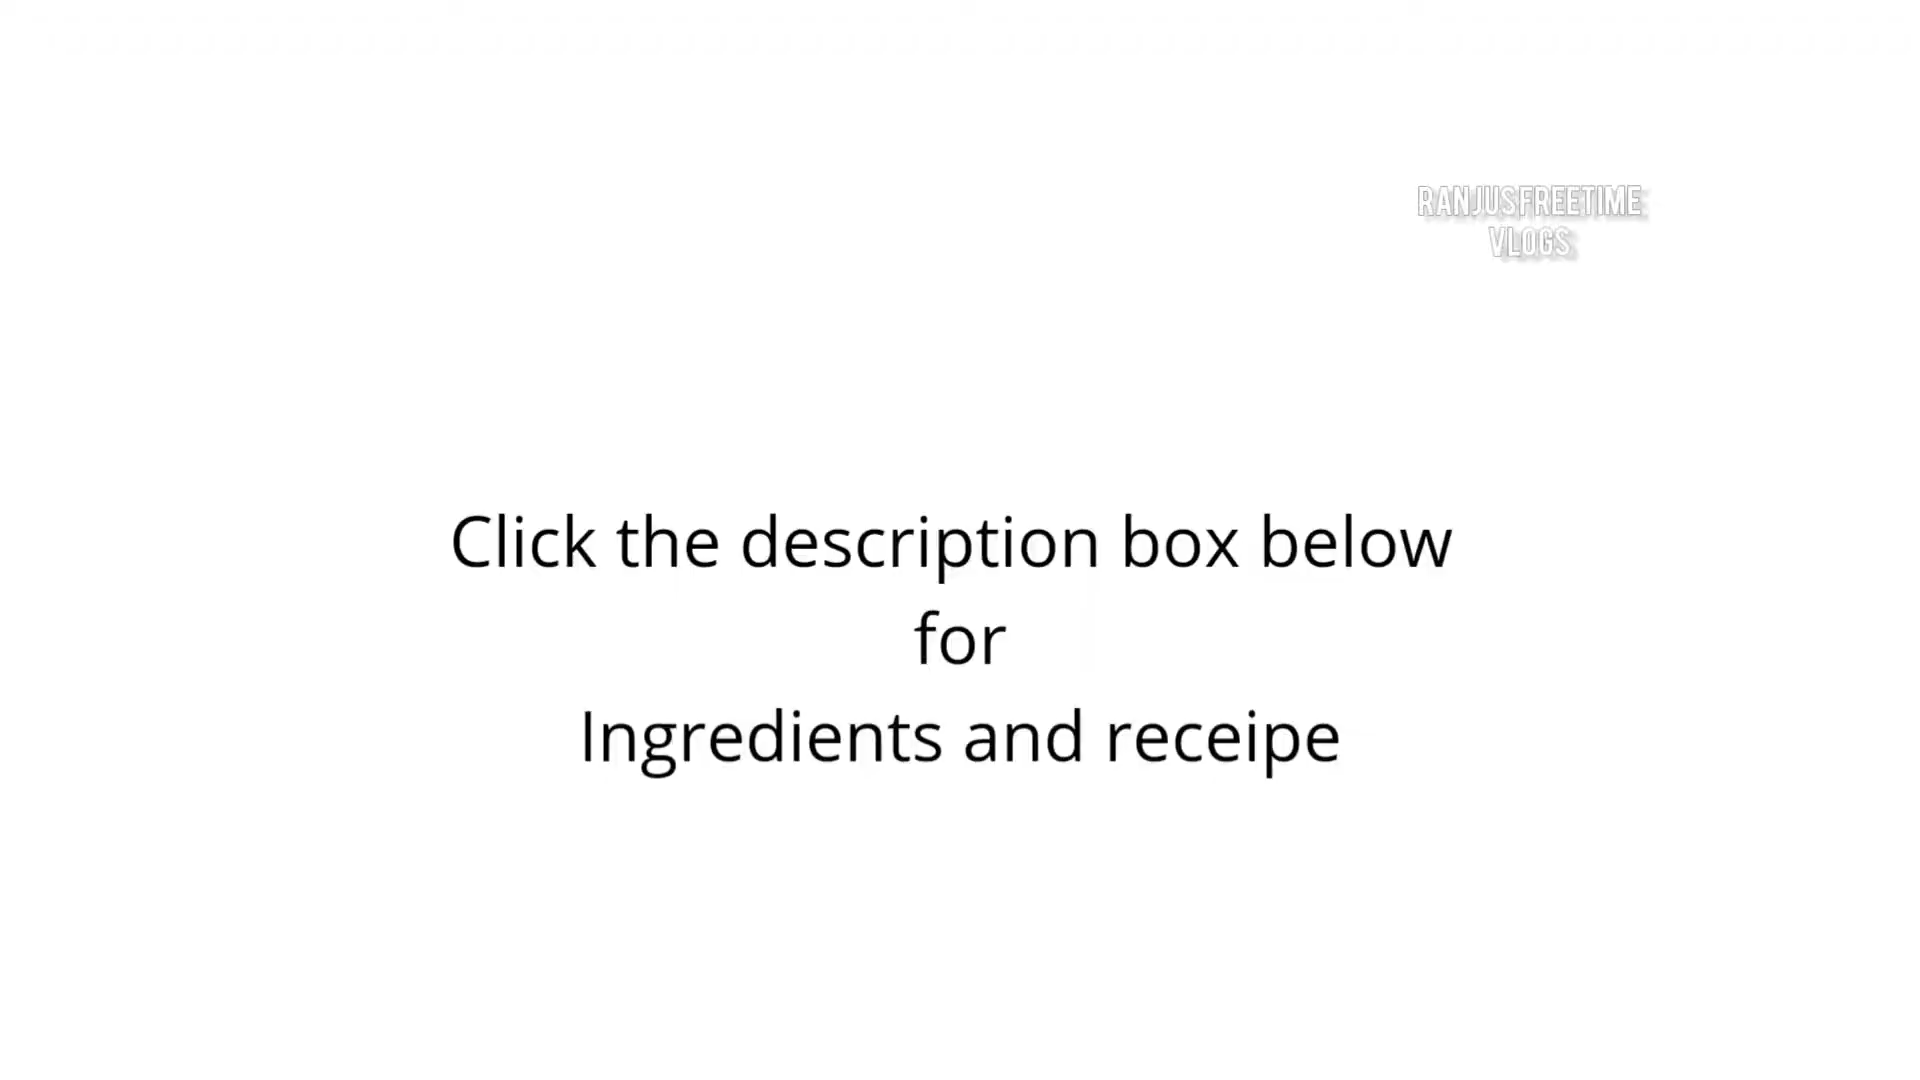 RANJUSFREETIME
VLOGS
Click the description box below
for
Ingredients and receipe